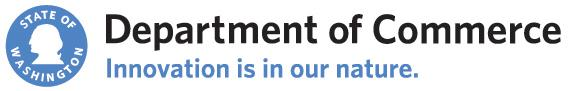 STATE OF
WASHINGTON
Department of Commerce
Innovation is in our nature.